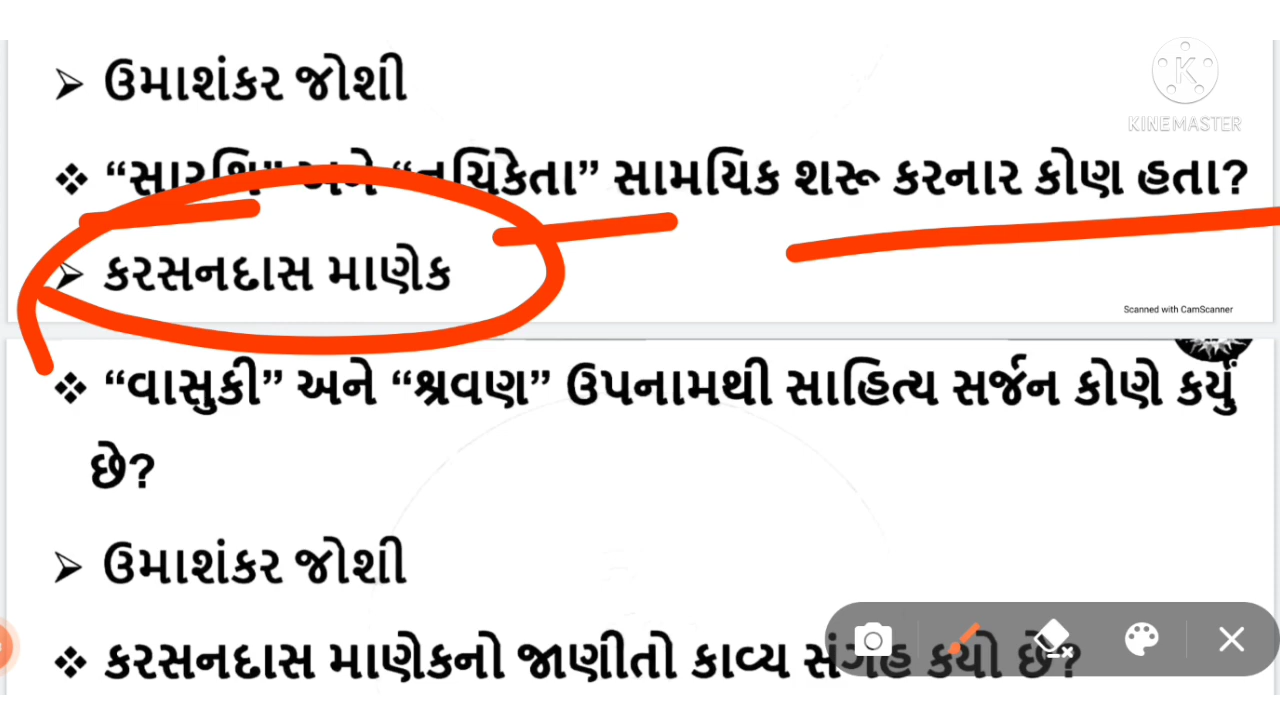 ➢ ઉમાશંકર જોશી
KINEMASTER
❖ “સારથિ” અને “નચિકેતા” સામયિક શરૂ કરનાર કોણ હતા?
➢ કરસનદાસ માણેક
Scanned with CamScanner
❖ “વાસુકી” અને “શ્રવણ” ઉપનામથી સાહિત્ય સર્જન કોણે કર્યું
છે?
➢ ઉમાશંકર જોશી
❖ કરસનદાસ માણેકનો જાણીતો કાવ્ય સંગ્રહ કયો છે?